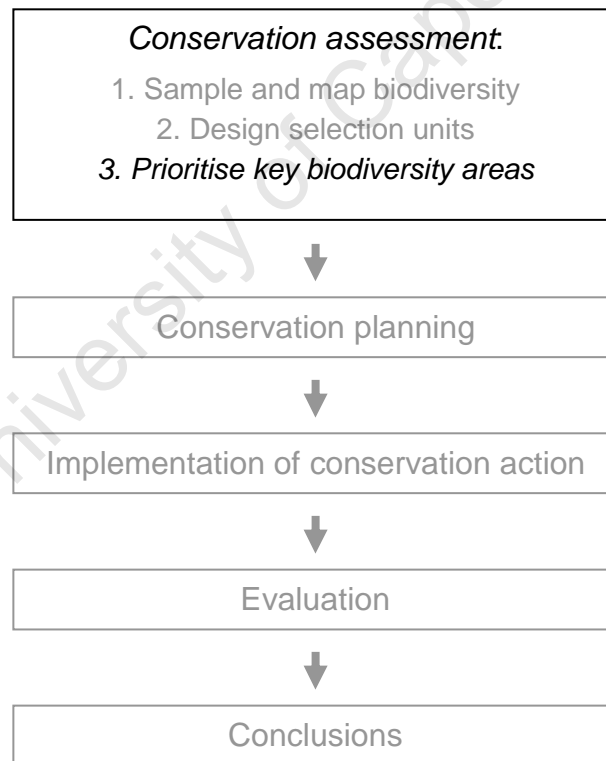 Conservation assessment:
1. Sample and map biodiversity
2. Design selection units
3. Prioritise key biodiversity areas
Conservation planning
Implementation of conservation action
Evaluation
Conclusions